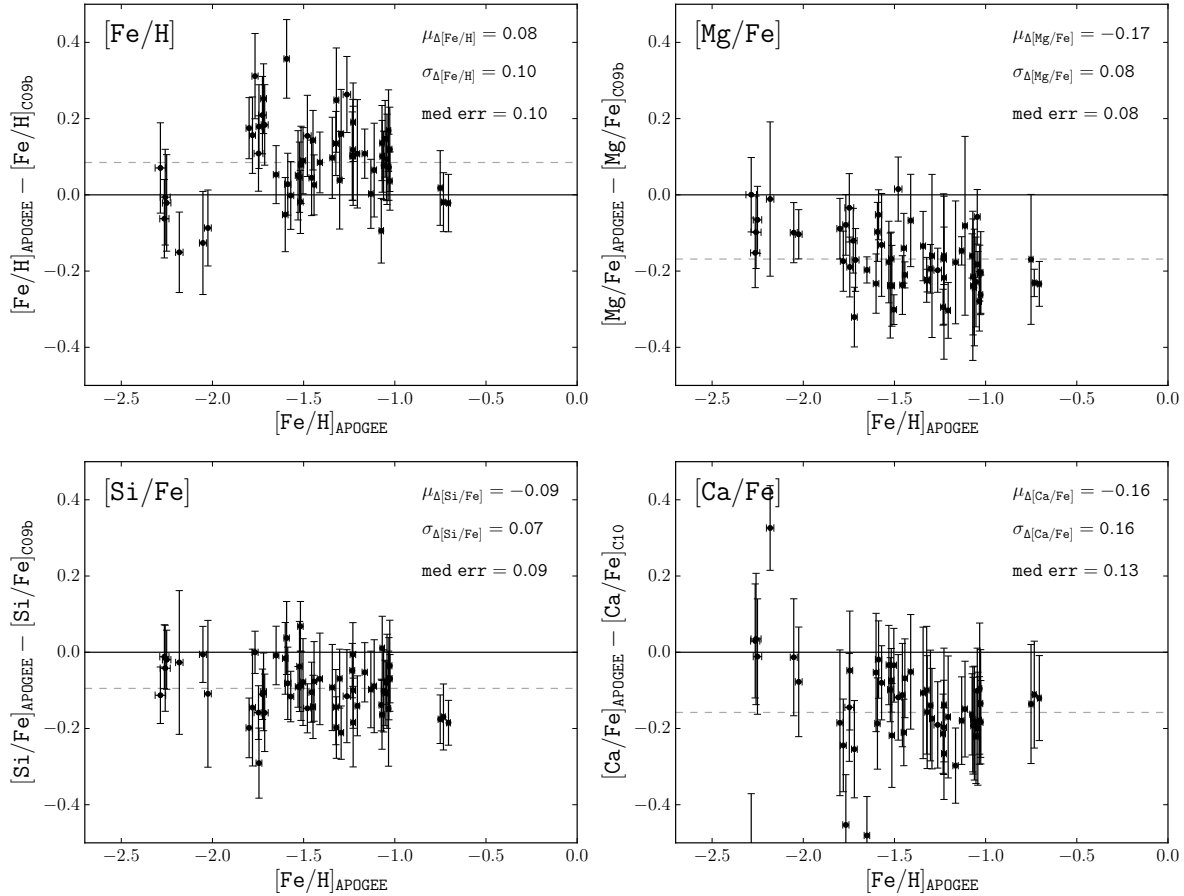 [Fe/H]
μΔ[Fe/H] = 0.08
σΔ[Fe/H] = 0.10
med err = 0.10
[Fe/H]APOGEE − [Fe/H]C09b
0.4
0.2
0.0
−0.2
−0.4
−2.5 −2.0 −1.5 −1.0 −0.5 0.0
[Fe/H]APOGEE
[Mg/Fe]
μΔ[Mg/Fe] = −0.17
σΔ[Mg/Fe] = 0.08
med err = 0.08
[Mg/Fe]APOGEE − [Mg/Fe]C09b
0.4
0.2
0.0
−0.2
−0.4
−2.5 −2.0 −1.5 −1.0 −0.5 0.0
[Fe/H]APOGEE
[Si/Fe]
μΔ[Si/Fe] = −0.09
σΔ[Si/Fe] = 0.07
med err = 0.09
[Si/Fe]APOGEE − [Si/Fe]C09b
0.4
0.2
0.0
−0.2
−0.4
−2.5 −2.0 −1.5 −1.0 −0.5 0.0
[Fe/H]APOGEE
[Ca/Fe]
μΔ[Ca/Fe] = −0.16
σΔ[Ca/Fe] = 0.16
med err = 0.13
[Ca/Fe]APOGEE − [Ca/Fe]C10
0.4
0.2
0.0
−0.2
−0.4
−2.5 −2.0 −1.5 −1.0 −0.5 0.0
[Fe/H]APOGEE